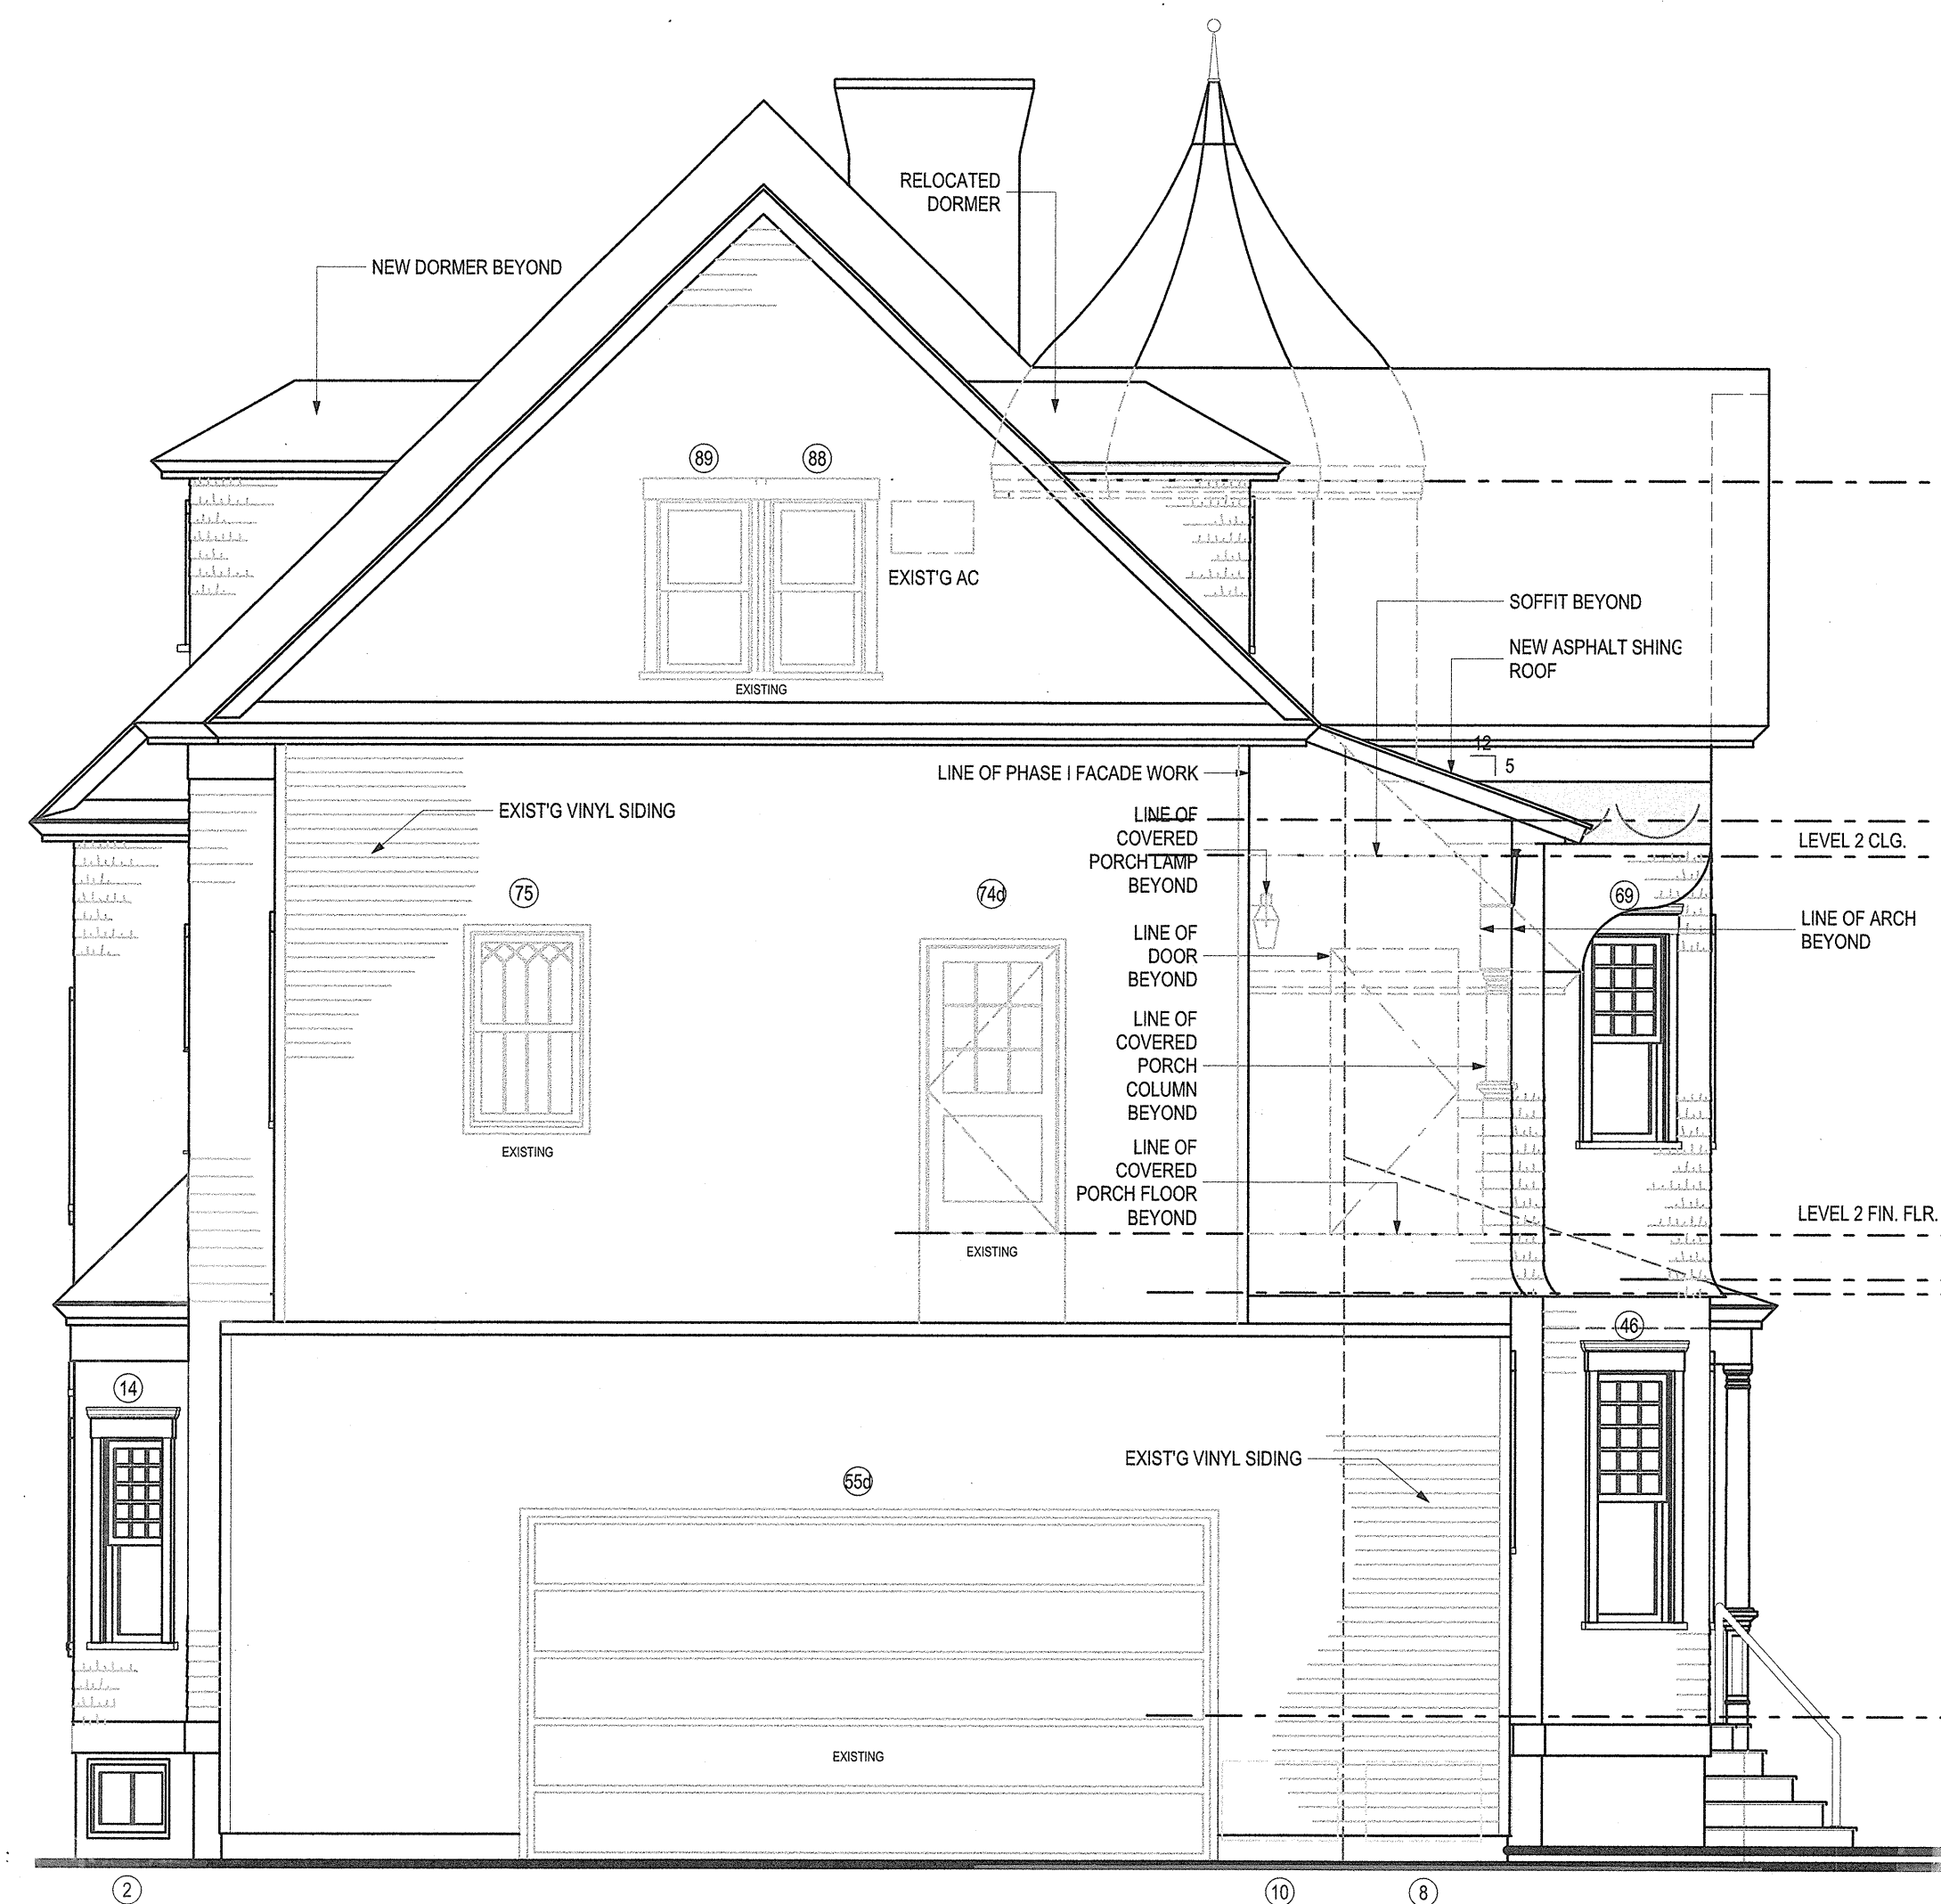 RELOCATED
DORMER
NEW DORMER BEYOND
89
88
EXIST'G AC
EXISTING
SOFFIT BEYOND
NEW ASPHALT SHING
ROOF
12
5
LINE OF PHASE I FACADE WORK
EXIST'G VINYL SIDING
LINE OF
COVERED
PORCH LAMP
BEYOND
LEVEL 2 CLG.
75
74d
69
LINE OF ARCH
BEYOND
LINE OF
DOOR
BEYOND
LINE OF
COVERED
PORCH
COLUMN
BEYOND
EXISTING
LINE OF
COVERED
PORCH FLOOR
BEYOND
LEVEL 2 FIN. FLR.
EXISTING
46
14
EXIST'G VINYL SIDING
55d
EXISTING
2
10
8